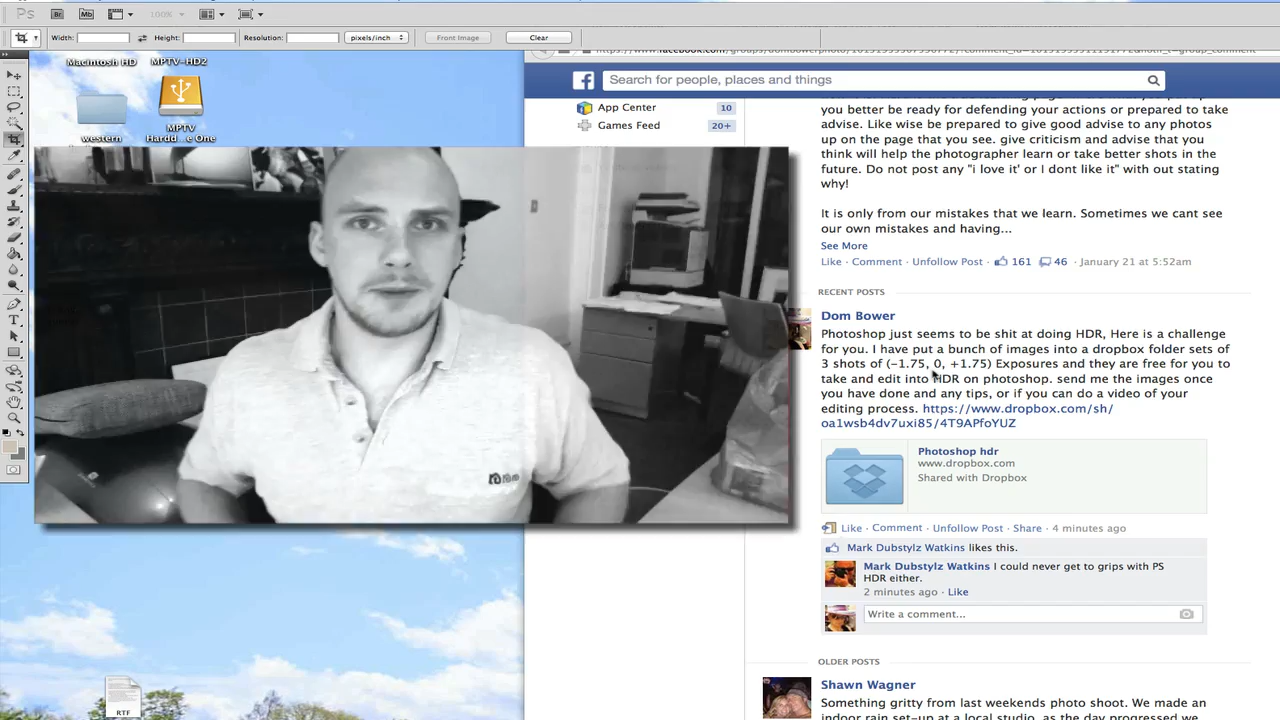 Ps Br Mb 100%
Width: Height: Resolution: pixels/inch Front Image Clear
Macintosh HD MPTV-HD2
western
MPTV
Hardd...e One
RTF
Search for people, places and things
App Center 10
Games Feed 20+
you better be ready for defending your actions or prepared to take
advise. Like wise be prepared to give good advise to any photos
up on the page that you see. give criticism and advise that you
think will help the photographer learn or take better shots in the
future. Do not post any "i love it' or I dont like it" with out stating
why!
It is only from our mistakes that we learn. Sometimes we cant see
our own mistakes and having...
See More
Like · Comment · Unfollow Post · 161 46 · January 21 at 5:52am
RECENT POSTS
Dom Bower
Photoshop just seems to be shit at doing HDR, Here is a challenge
for you. I have put a bunch of images into a dropbox folder sets of
3 shots of (-1.75, 0, +1.75) Exposures and they are free for you to
take and edit into HDR on photoshop. send me the images once
you have done and any tips, or if you can do a video of your
editing process. https://www.dropbox.com/sh/
oa1wsb4dv7uxi85/4T9APfoYUZ
Photoshop hdr
www.dropbox.com
Shared with Dropbox
Like · Comment · Unfollow Post · Share · 4 minutes ago
Mark Dubstylz Watkins likes this.
Mark Dubstylz Watkins I could never get to grips with PS
HDR either.
2 minutes ago · Like
Write a comment...
OLDER POSTS
Shawn Wagner
Something gritty from last weekends photo shoot. We made an
indoor rain set-up at a local studio, as the day progressed we